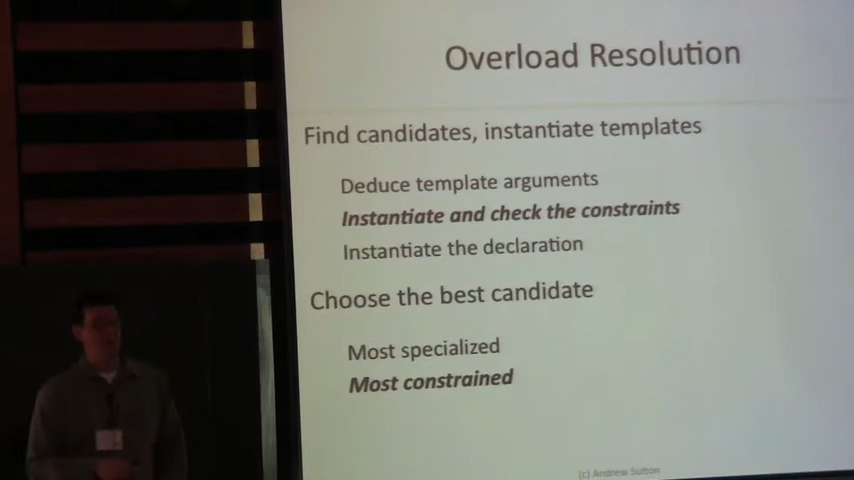 Overload Resolution
Find candidates, instantiate templates
Deduce template arguments
Instantiate and check the constraints
Instantiate the declaration
Choose the best candidate
Most specialized
Most constrained
(c) Andrew Sutton